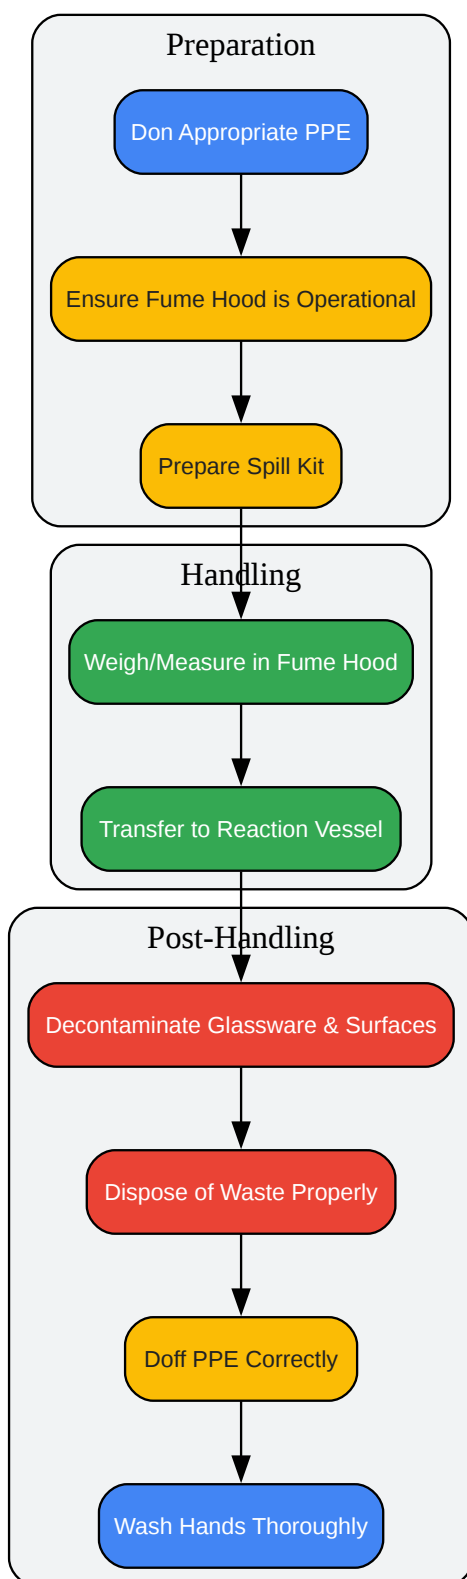 Preparation
Don Appropriate PPE
Ensure Fume Hood is Operational
Prepare Spill Kit
Handling
Weigh/Measure in Fume Hood
Transfer to Reaction Vessel
Post-Handling
Decontaminate Glassware & Surfaces
Dispose of Waste Properly
Doff PPE Correctly
Wash Hands Thoroughly